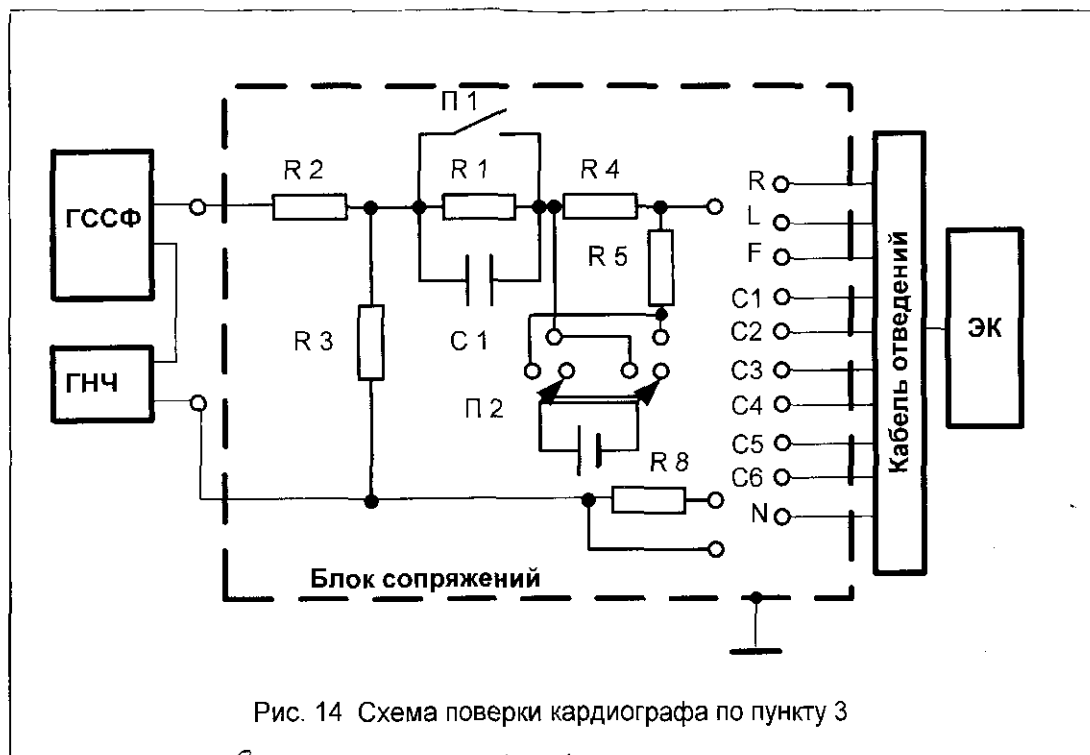 П 1
R 2
R 1
R 4
R
ГССФ
L
F
R 5
C1
R 3
C 1
C2
ЭК
ГНЧ
C3
П 2
C4
C5
R 8
C6
N
Кабель отведений
Блок сопряжений
Рис. 14 Схема поверки кардиографа по пункту 3